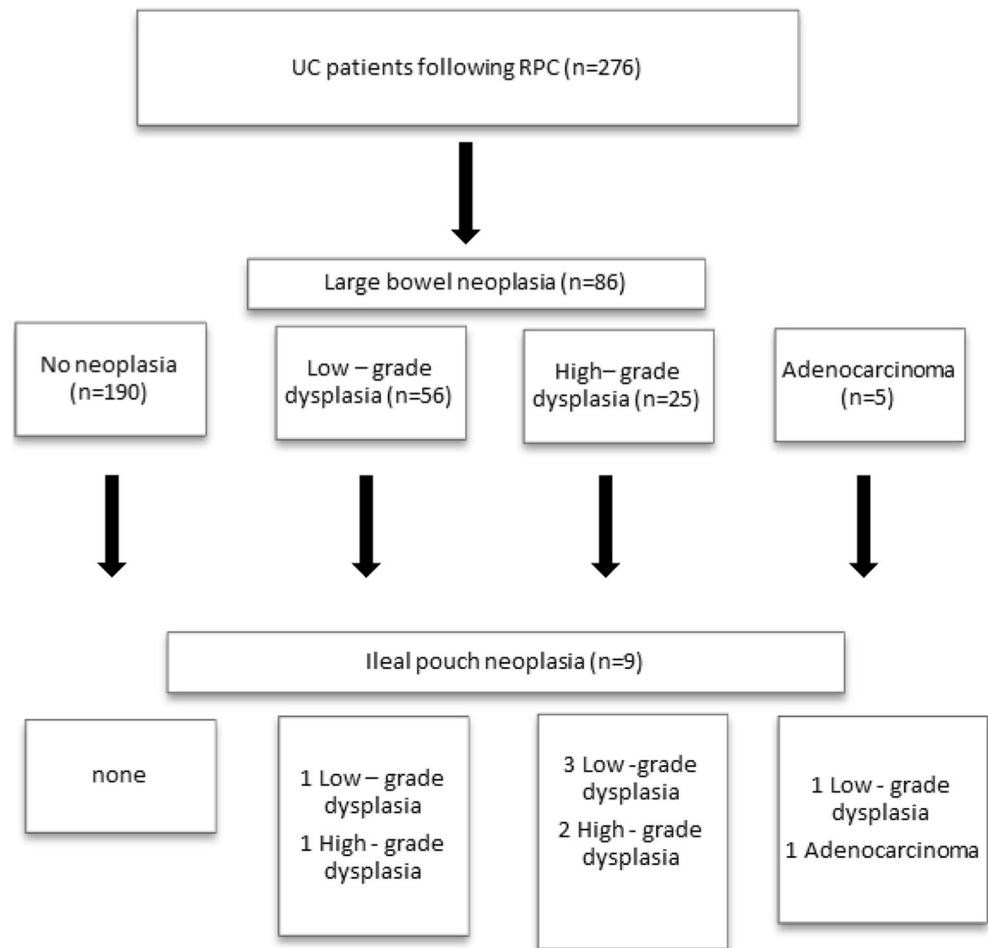 UC patients following RPC (n=276)
Large bowel neoplasia (n=86)
No neoplasia
(n=190)
Low – grade
dysplasia (n=56)
High– grade
dysplasia (n=25)
Adenocarcinoma
(n=5)
Ileal pouch neoplasia (n=9)
none
1 Low – grade
dysplasia
1 High - grade
dysplasia
3 Low -grade
dysplasia
2 High - grade
dysplasia
1 Low - grade
dysplasia
1 Adenocarcinoma